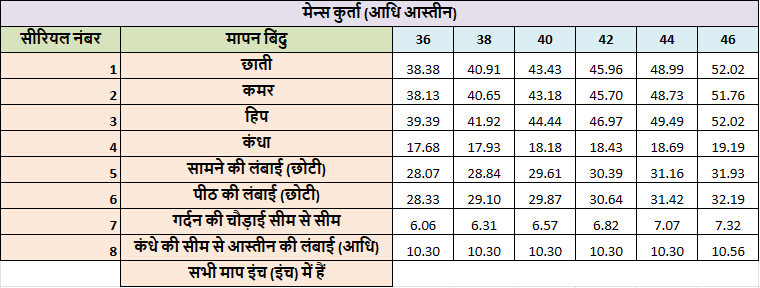 मेन्स कुर्ता (आधि आस्तीन)
सीरियल नंबर मापन बिंदु 36 38 40 42 44 46
1 छाती 38.38 40.91 43.43 45.96 48.99 52.02
2 कमर 38.13 40.65 43.18 45.70 48.73 51.76
3 हिप 39.39 41.92 44.44 46.97 49.49 52.02
4 कंधा 17.68 17.93 18.18 18.43 18.69 19.19
5 सामने की लंबाई (छोटी) 28.07 28.84 29.61 30.39 31.16 31.93
6 पीठ की लंबाई (छोटी) 28.33 29.10 29.87 30.64 31.42 32.19
7 गर्दन की चौड़ाई सीम से सीम 6.06 6.31 6.57 6.82 7.07 7.32
8 कंधे की सीम से आस्तीन की लंबाई (आधि) 10.30 10.30 10.30 10.30 10.30 10.56
सभी माप इंच (इंच) में हैं